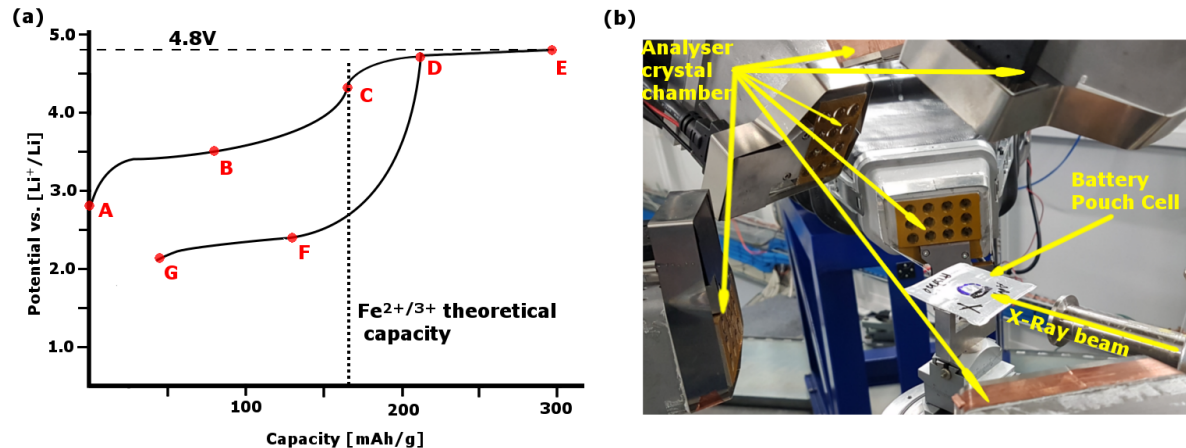 (a)
5.0
4.8V
4.0
3.0
2.0
1.0
Potential vs. [Li+/Li]
A
B
C
D
E
F
G
Fe2+/3+ theoretical
capacity
100
200
300
Capacity [mAh/g]
(b)
Analyser
crystal
chamber
Battery
Pouch Cell
X-Ray beam
X